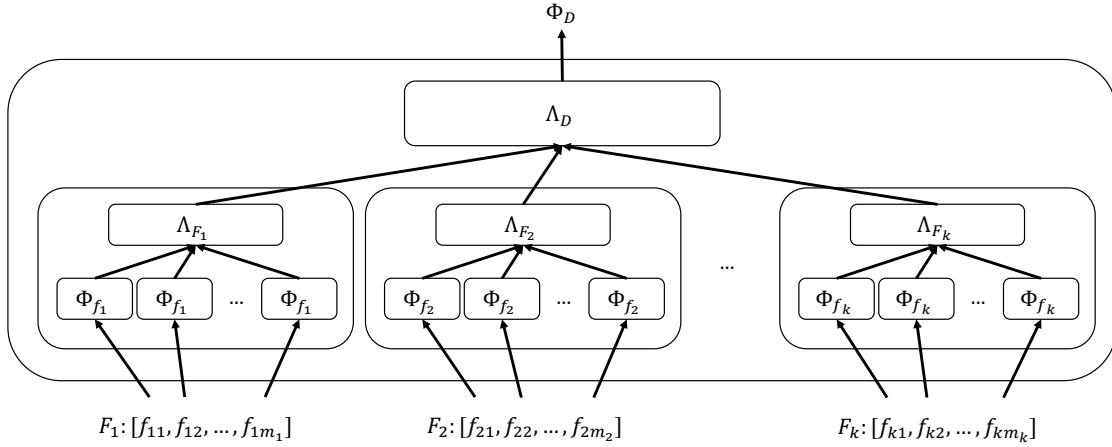 Φ_D
Λ_D
Λ_{F_1} Λ_{F_2} Λ_{F_k}
...
Φ_{f_1} Φ_{f_1} ... Φ_{f_1} Φ_{f_2} Φ_{f_2} ... Φ_{f_2} Φ_{f_k} Φ_{f_k} ... Φ_{f_k}
F_1: [f_{11}, f_{12}, ..., f_{1m_1}] F_2: [f_{21}, f_{22}, ..., f_{2m_2}] F_k: [f_{k1}, f_{k2}, ..., f_{km_k}]